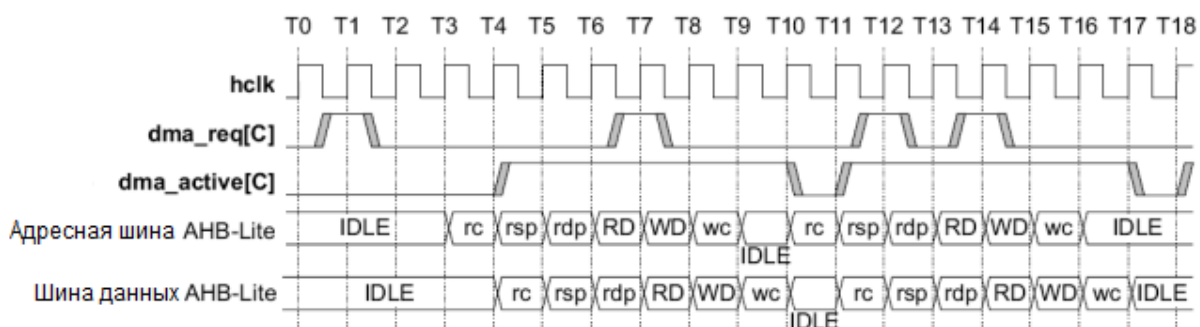 T0 T1 T2 T3 T4 T5 T6 T7 T8 T9 T10 T11 T12 T13 T14 T15 T16 T17 T18
hclk
dma_req[C]
dma_active[C]
Адресная шина AHB-Lite IDLE rc rsp rdp RD WD wc IDLE rc rsp rdp RD WD wc IDLE
Шина данных AHB-Lite IDLE rc rsp rdp RD WD wc IDLE rc rsp rdp RD WD wc IDLE